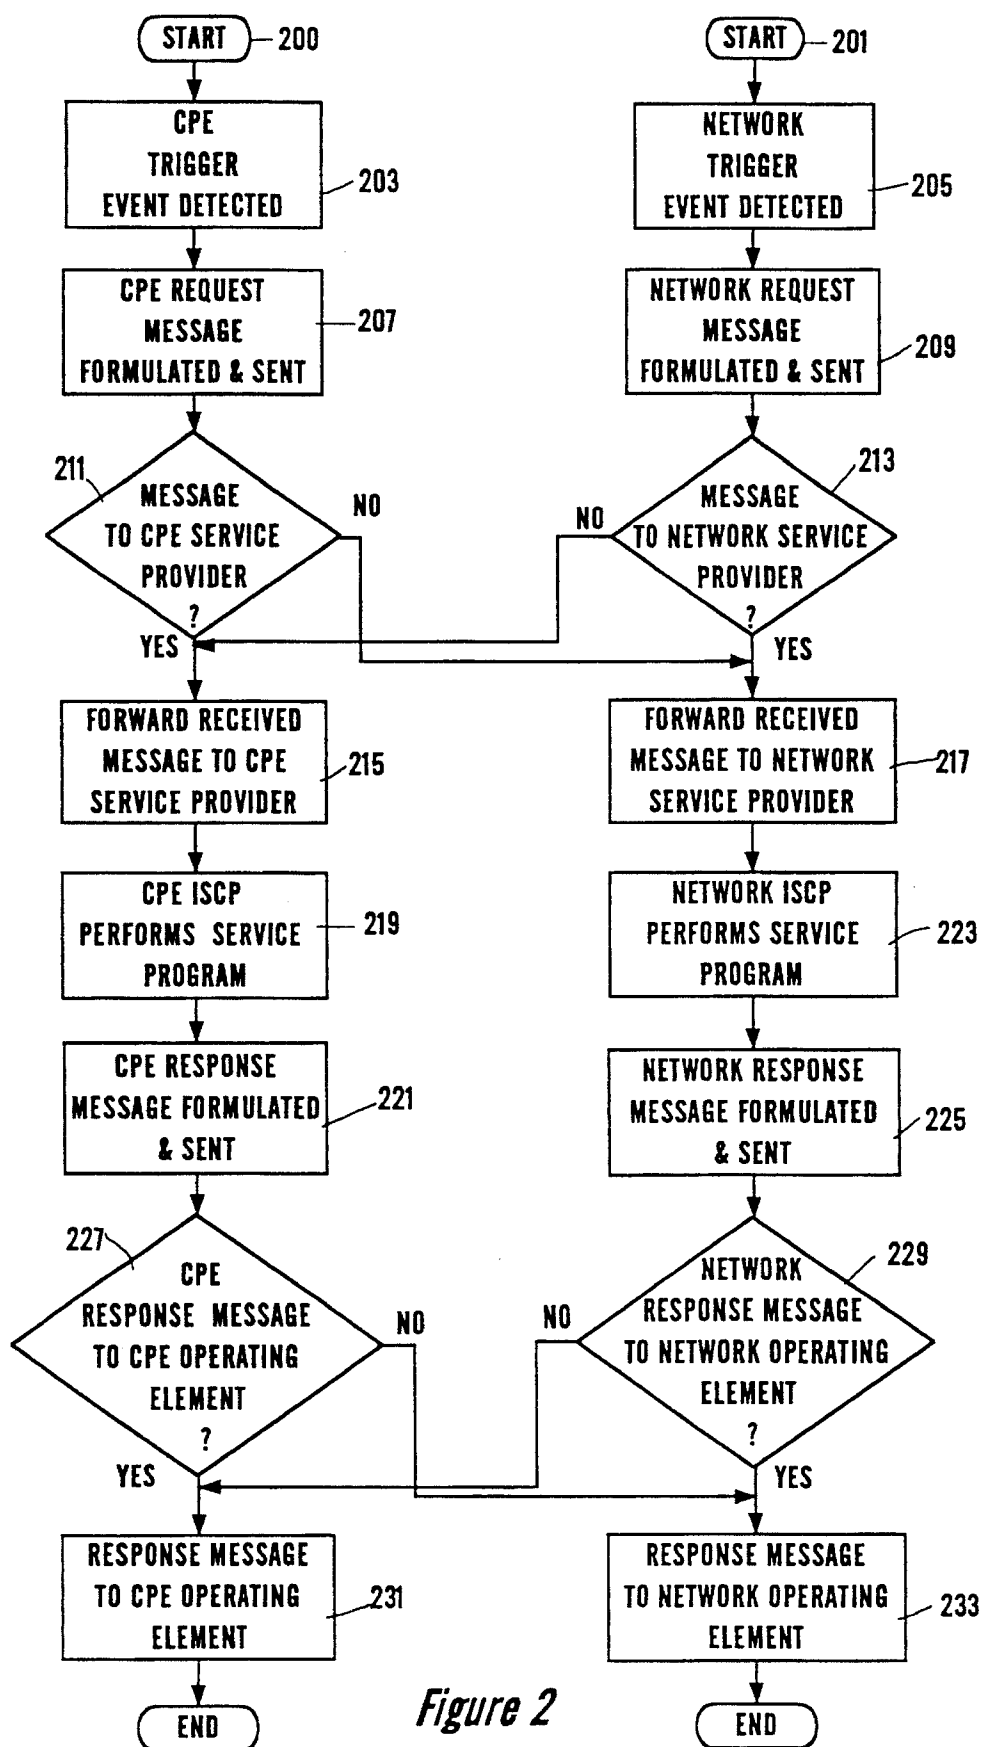 START
200
CPE
TRIGGER
EVENT DETECTED
203
CPE REQUEST
MESSAGE
FORMULATED & SENT
207
211
MESSAGE
TO CPE SERVICE
PROVIDER
?
NO
YES
FORWARD RECEIVED
MESSAGE TO CPE
SERVICE PROVIDER
215
CPE ISCP
PERFORMS SERVICE
PROGRAM
219
CPE RESPONSE
MESSAGE FORMULATED
& SENT
221
227
CPE
RESPONSE MESSAGE
TO CPE OPERATING
ELEMENT
?
NO
YES
RESPONSE MESSAGE
TO CPE OPERATING
ELEMENT
231
END
START
201
NETWORK
TRIGGER
EVENT DETECTED
205
NETWORK REQUEST
MESSAGE
FORMULATED & SENT
209
213
MESSAGE
TO NETWORK SERVICE
PROVIDER
?
NO
YES
FORWARD RECEIVED
MESSAGE TO NETWORK
SERVICE PROVIDER
217
NETWORK ISCP
PERFORMS SERVICE
PROGRAM
223
NETWORK RESPONSE
MESSAGE FORMULATED
& SENT
225
229
NETWORK
RESPONSE MESSAGE
TO NETWORK OPERATING
ELEMENT
?
NO
YES
RESPONSE MESSAGE
TO NETWORK OPERATING
ELEMENT
233
END
Figure 2